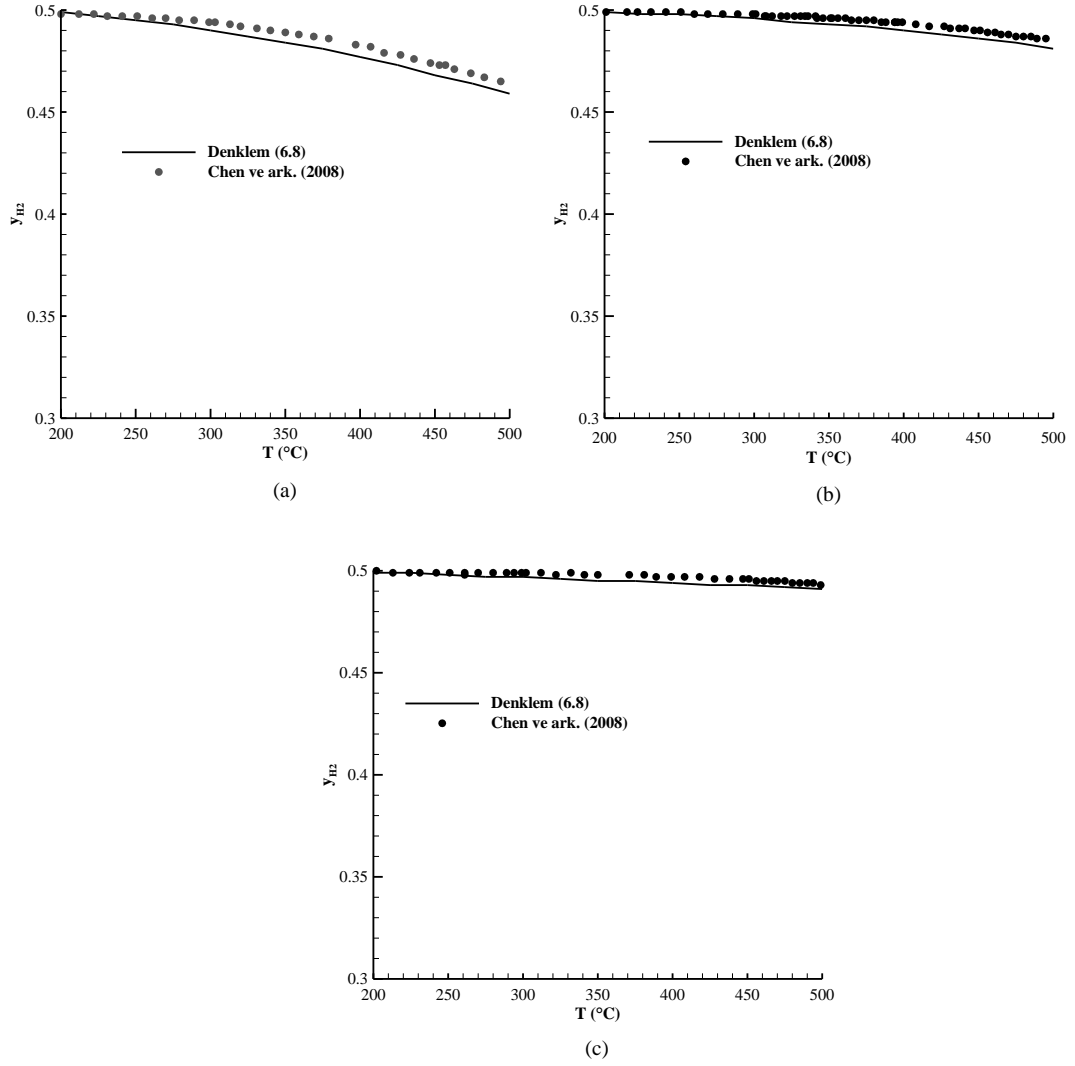 0.5
0.45
0.4
0.35
0.3
y_H2
200 250 300 350 400 450 500
T (°C)
Denklem (6.8)
Chen ve ark. (2008)
(a)
0.5
0.45
0.4
0.35
0.3
y_H2
200 250 300 350 400 450 500
T (°C)
Denklem (6.8)
Chen ve ark. (2008)
(b)
0.5
0.45
0.4
0.35
0.3
y_H2
200 250 300 350 400 450 500
T (°C)
Denklem (6.8)
Chen ve ark. (2008)
(c)